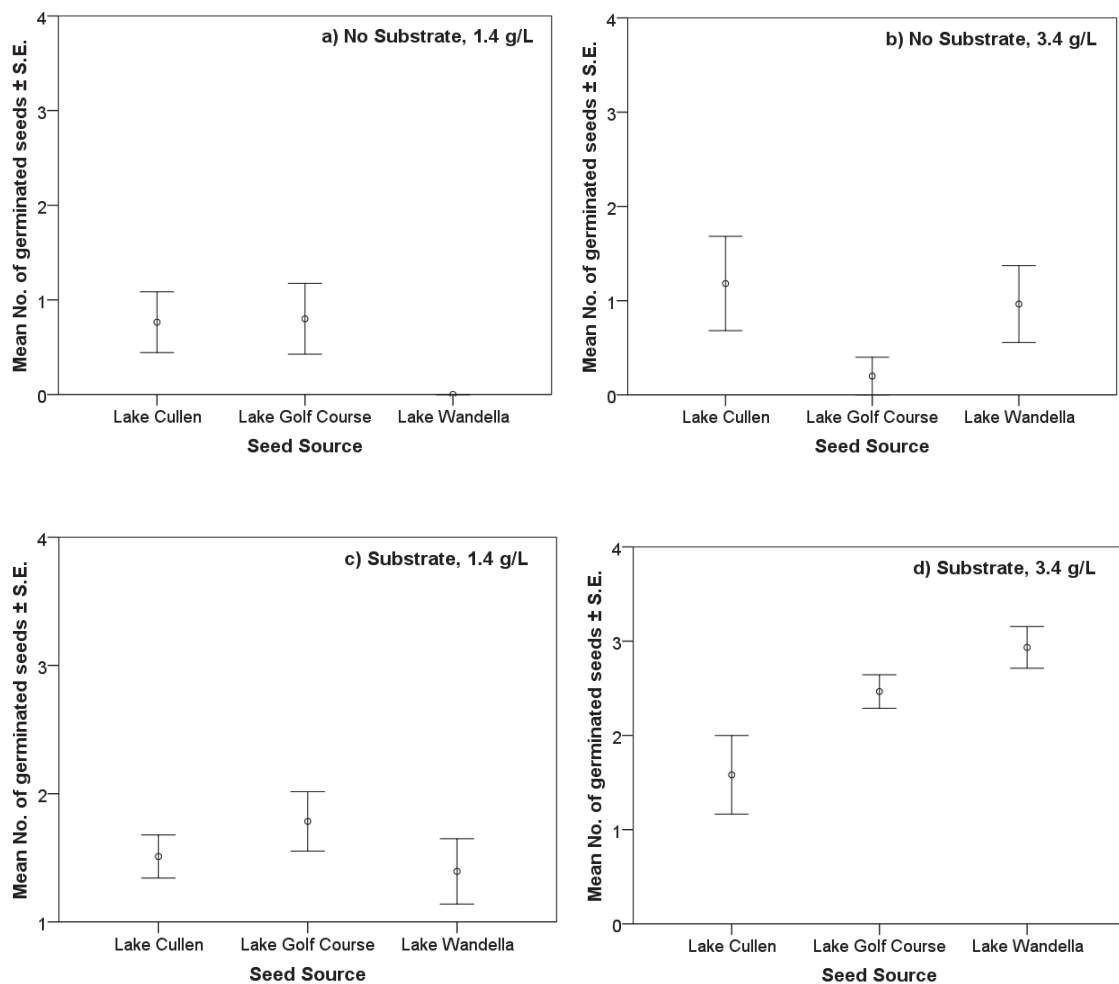 a) No Substrate, 1.4 g/L
Mean No. of germinated seeds ± S.E.
4
3
2
1
0
Lake Cullen Lake Golf Course Lake Wandella
Seed Source
b) No Substrate, 3.4 g/L
Mean No. of germinated seeds ± S.E.
4
3
2
1
0
Lake Cullen Lake Golf Course Lake Wandella
Seed Source
c) Substrate, 1.4 g/L
Mean No. of germinated seeds ± S.E.
4
3
2
1
Lake Cullen Lake Golf Course Lake Wandella
Seed Source
d) Substrate, 3.4 g/L
Mean No. of germinated seeds ± S.E.
4
3
2
1
0
Lake Cullen Lake Golf Course Lake Wandella
Seed Source